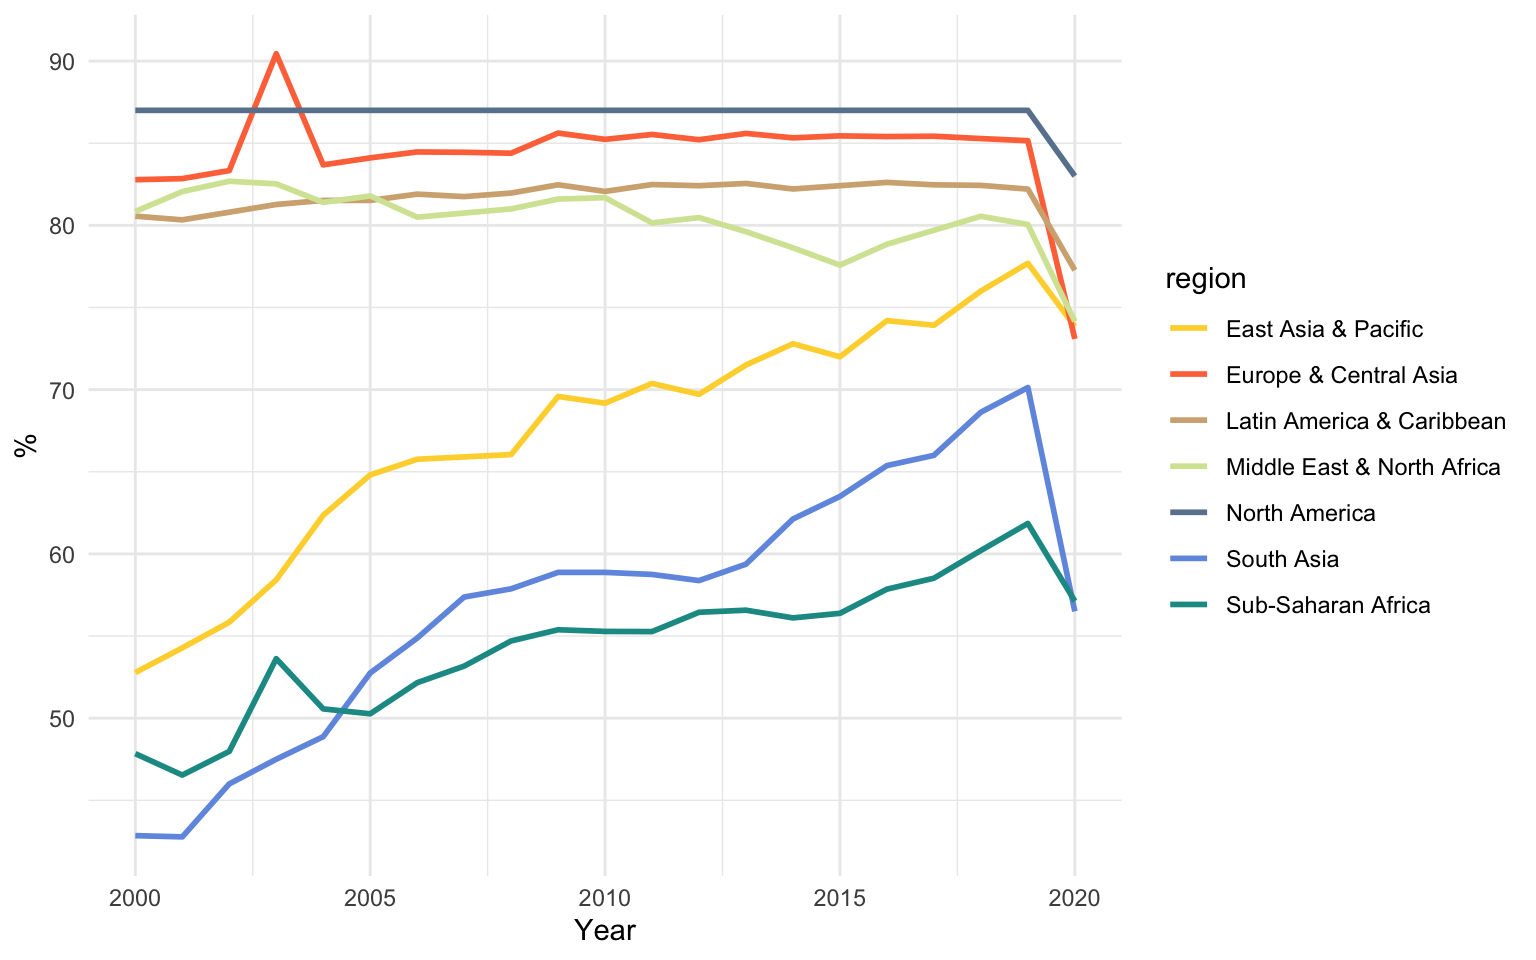 90
80
70
60
50
%
2000 2005 2010 2015 2020
Year
region
East Asia & Pacific
Europe & Central Asia
Latin America & Caribbean
Middle East & North Africa
North America
South Asia
Sub-Saharan Africa